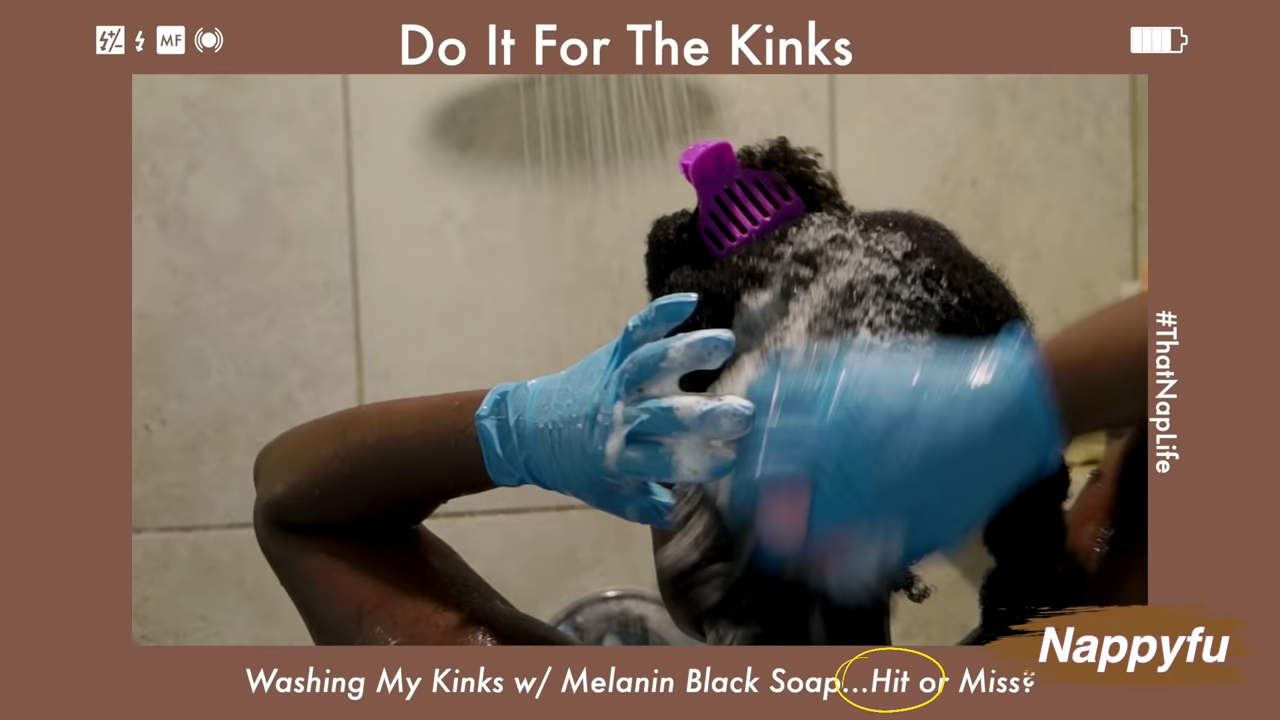 MF
Do It For The Kinks
#ThatNapLife
Nappyfu
Washing My Kinks w/ Melanin Black Soap...Hit or Miss?